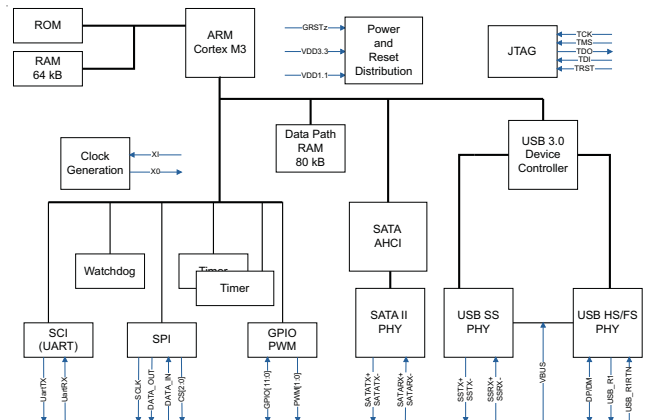 ROM
RAM
64 kB
ARM
Cortex M3
GRSTz
VDD3.3
VDD1.1
Power
and
Reset
Distribution
JTAG
TCK
TMS
TDO
TDI
TRST
Clock
Generation
XI
X0
Data Path
RAM
80 kB
USB 3.0
Device
Controller
SATA
AHCI
Watchdog
Timer
Timer
SCI
(UART)
SPI
GPIO
PWM
SATA II
PHY
USB SS
PHY
USB HS/FS
PHY
UartTX
UartRX
SCLK
DATA_OUT
DATA_IN
CS[2:0]
GPIO[11:0]
PWM[1:0]
SATATX+
SATATX-
SATARX+
SATARX-
SSTX+
SSTX-
SSRX+
SSRX-
VBUS
DP/DM
USB_R1
USB_R1RTN